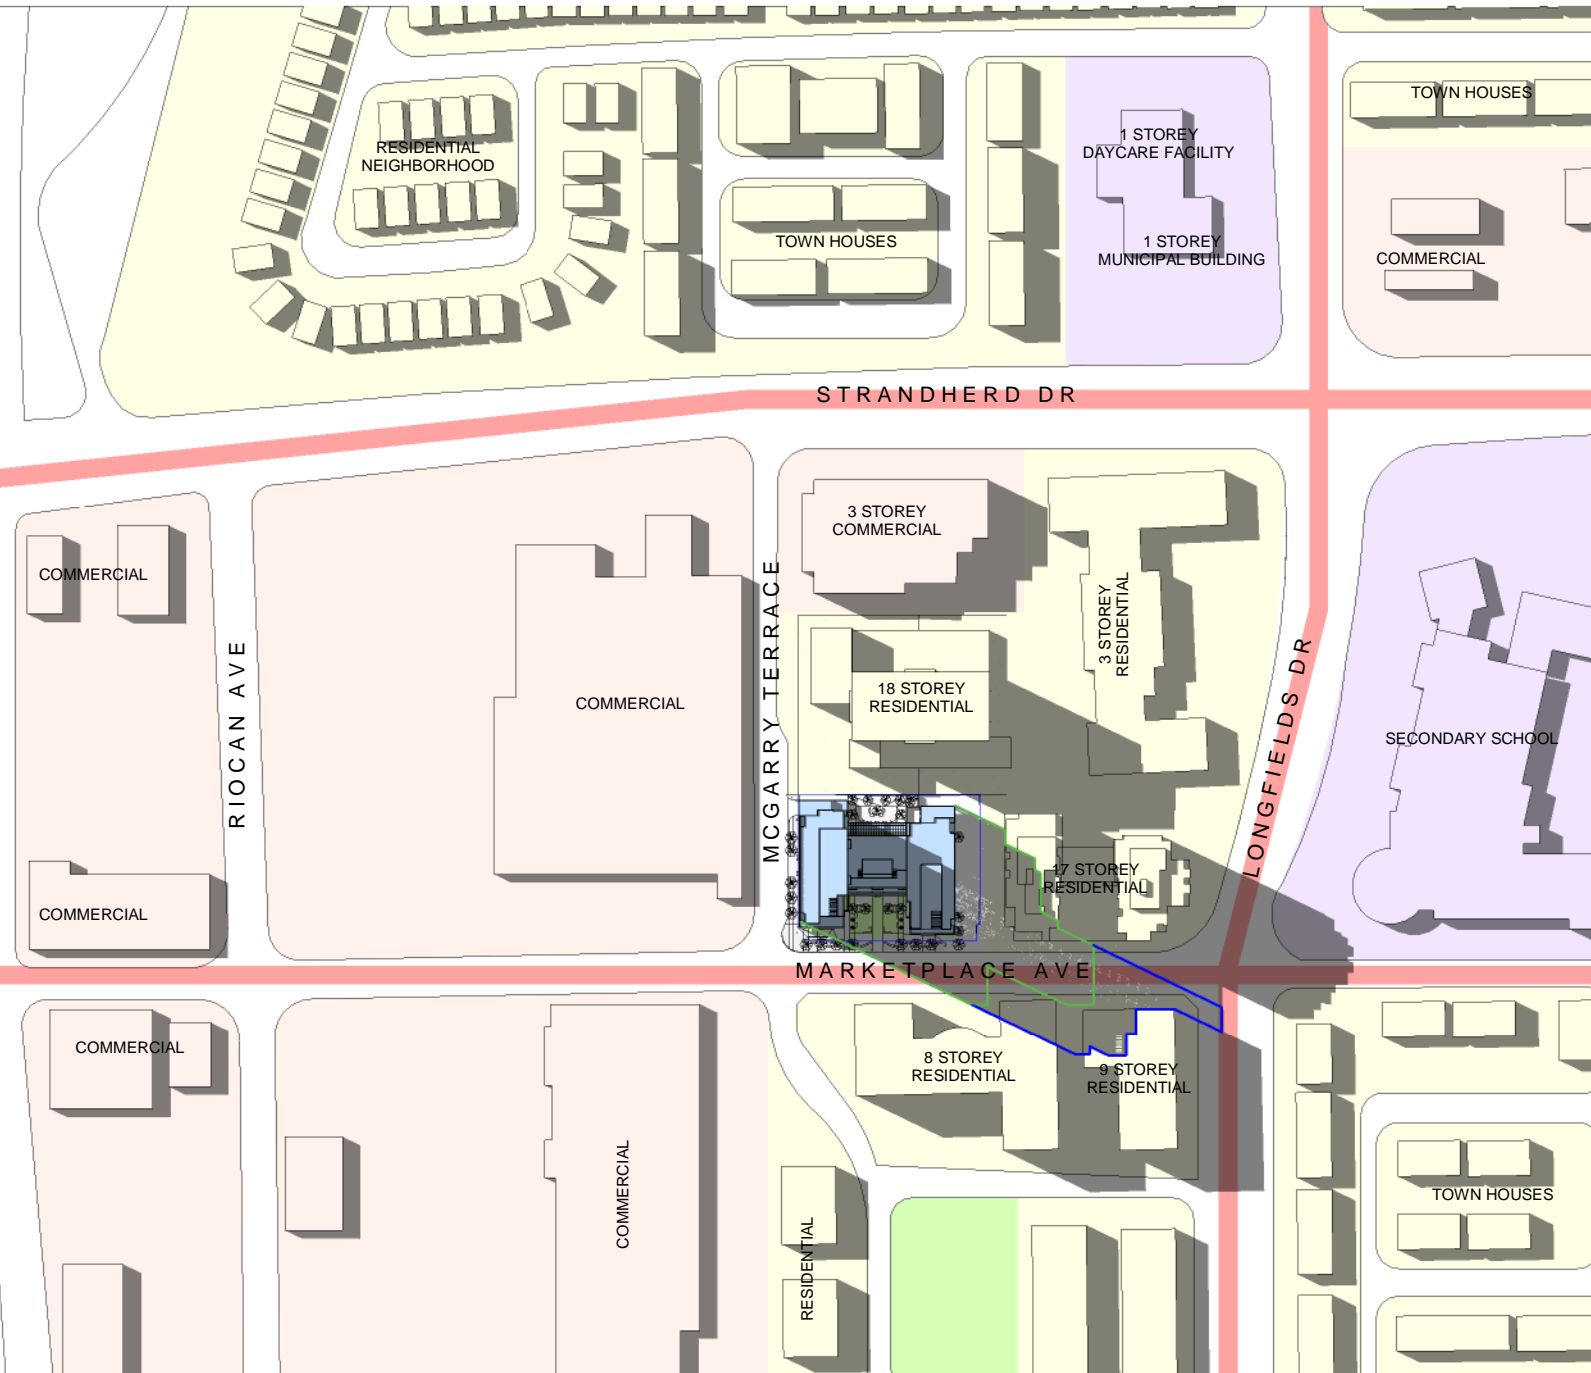 TOWN HOUSES
1 STOREY
DAYCARE FACILITY
RESIDENTIAL
NEIGHBORHOOD
TOWN HOUSES
1 STOREY
MUNICIPAL BUILDING
COMMERCIAL
STRANDHERD DR
3 STOREY
COMMERCIAL
COMMERCIAL
MCGARRY TERRACE
3 STOREY
RESIDENTIAL
RIOCAN AVE
COMMERCIAL
18 STOREY
RESIDENTIAL
LONGFIELDS DR
SECONDARY SCHOOL
17 STOREY
RESIDENTIAL
COMMERCIAL
MARKETPLACE AVE
COMMERCIAL
8 STOREY
RESIDENTIAL
9 STOREY
RESIDENTIAL
COMMERCIAL
RESIDENTIAL
TOWN HOUSES